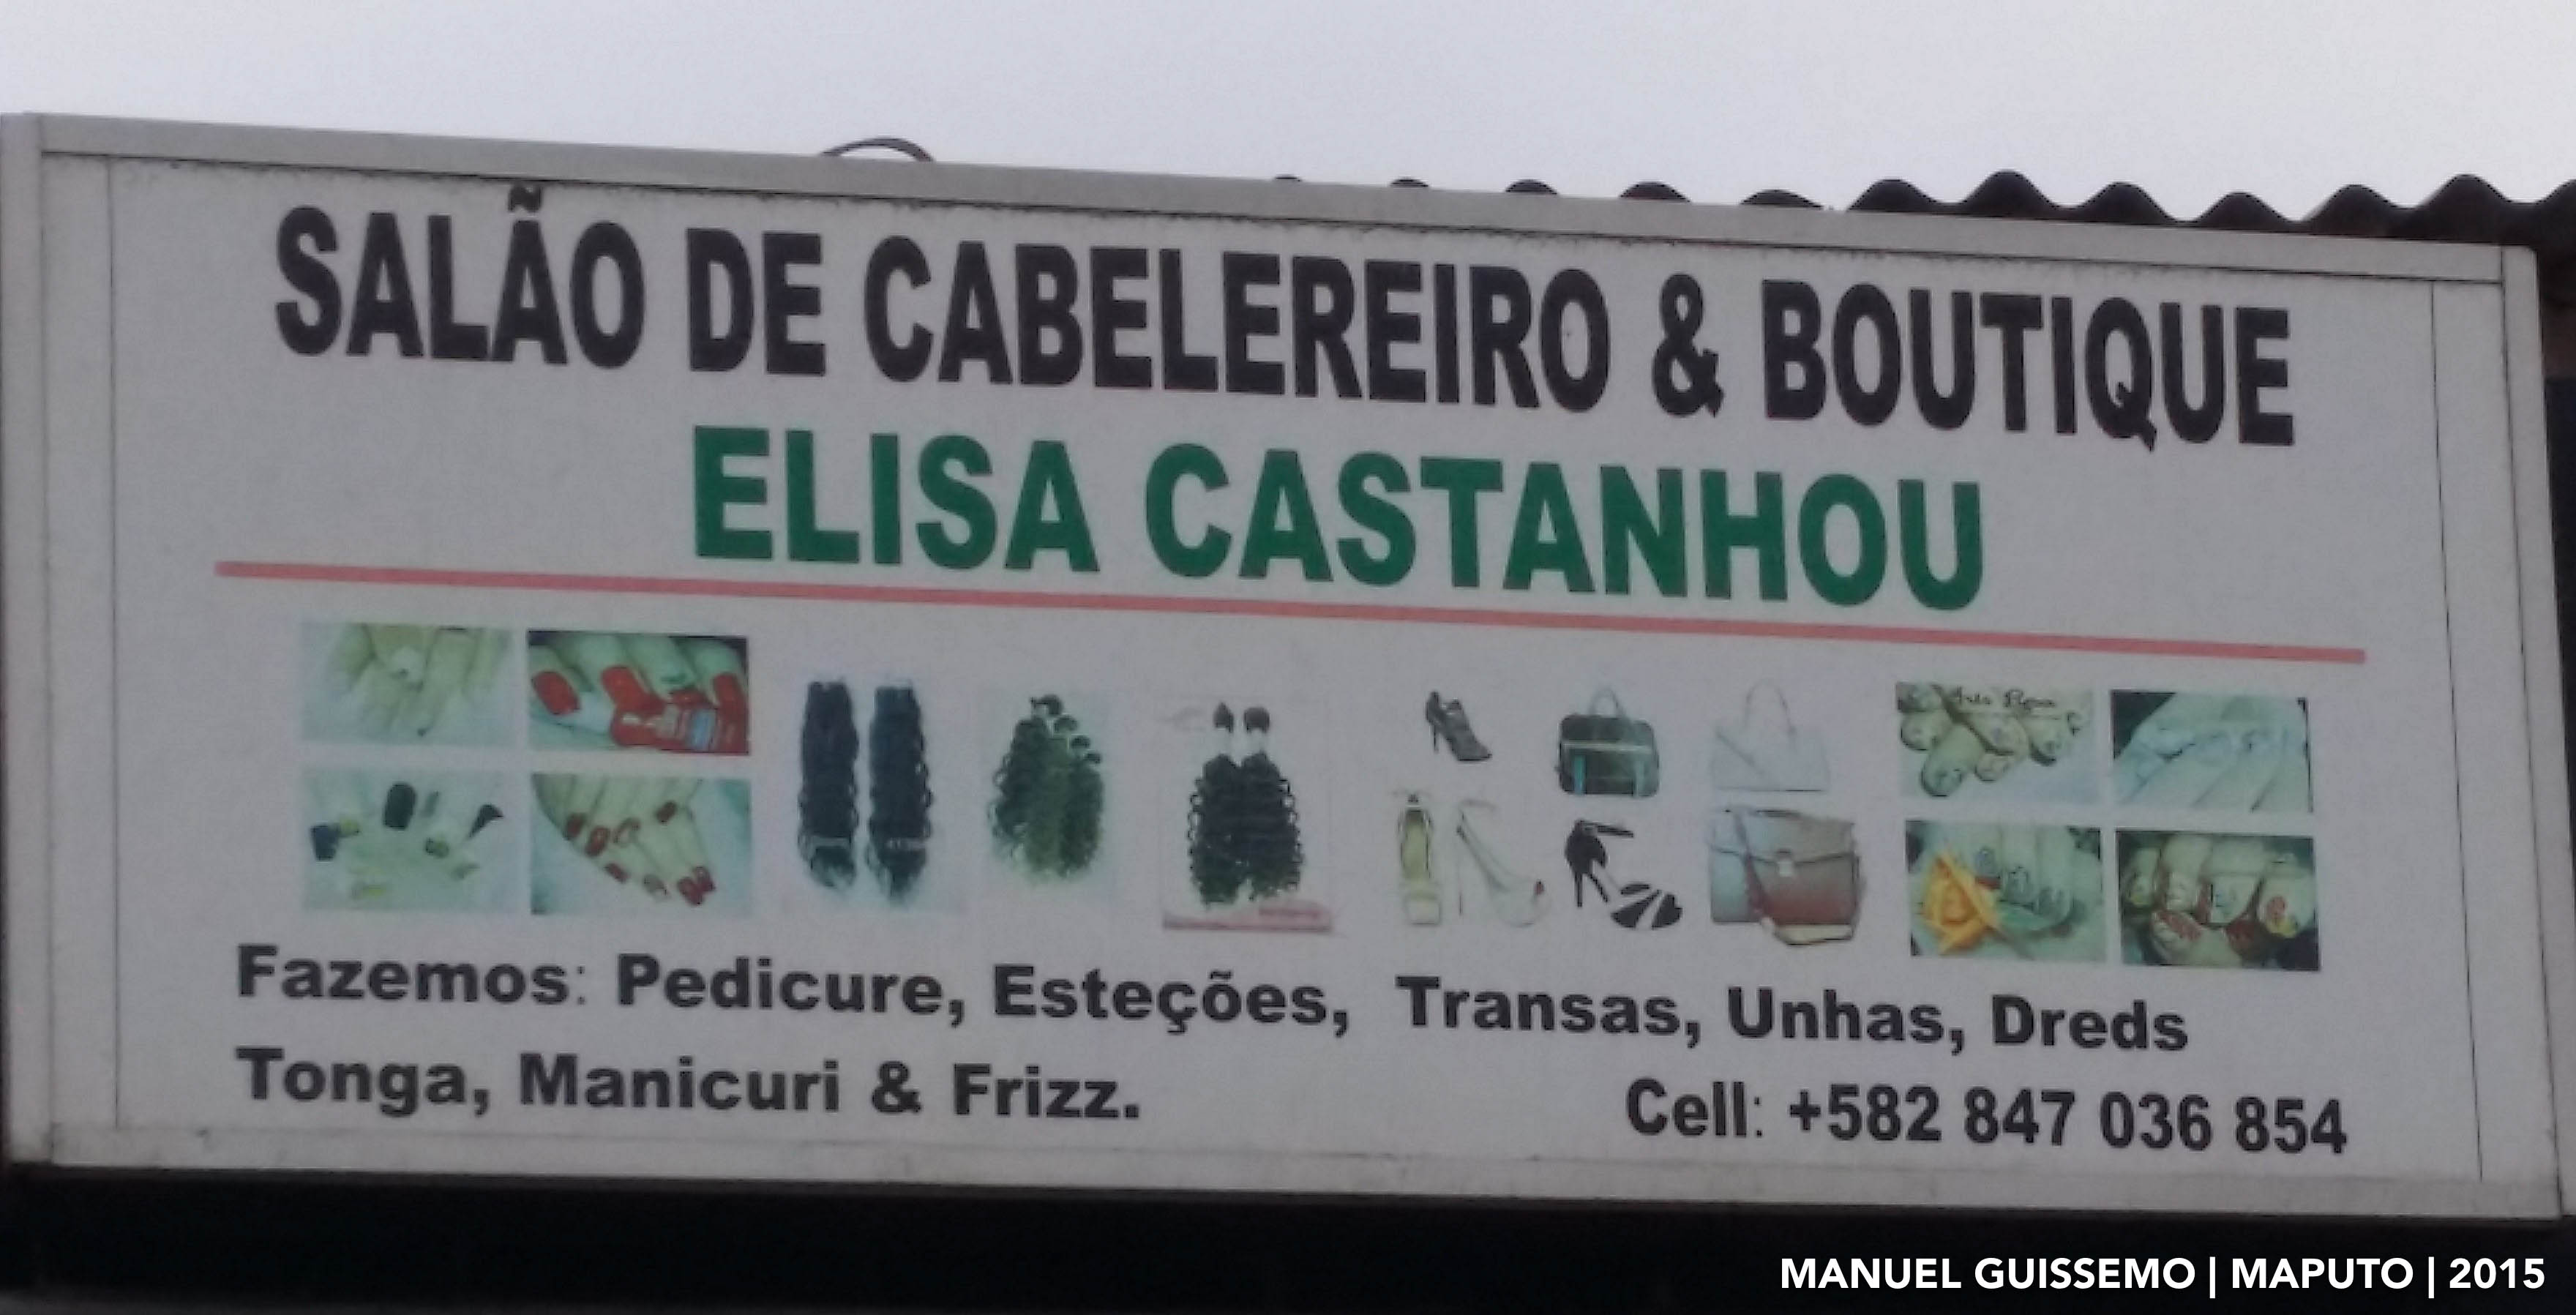 SALÃO DE CABELEREIRO & BOUTIQUE
ELISA CASTANHOU
Fazemos: Pedicure, Esteções, Transas, Unhas, Dreds
Tonga, Manicuri & Frizz.
Cell: +582 847 036 854
MANUEL GUISSEMO | MAPUTO | 2015